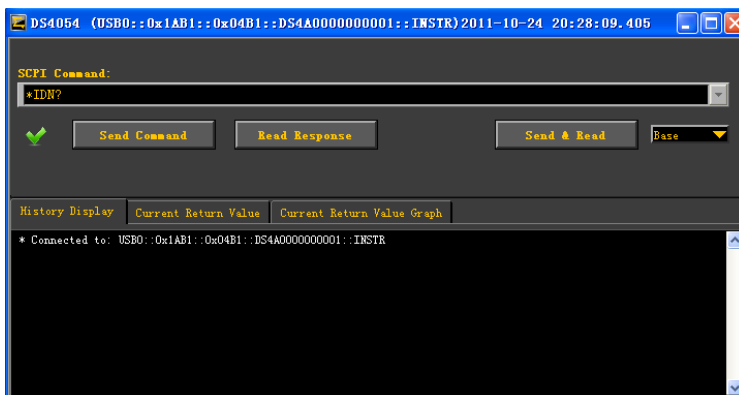 DS4054 (USB0::0x1AB1::0x04B1::DS4A0000000001::INSTR)2011-10-24 20:28:09.405
SCPI Command:
*IDN?
Send Command Read Response Send & Read Base
History Display Current Return Value Current Return Value Graph
* Connected to: USB0::0x1AB1::0x04B1::DS4A0000000001::INSTR